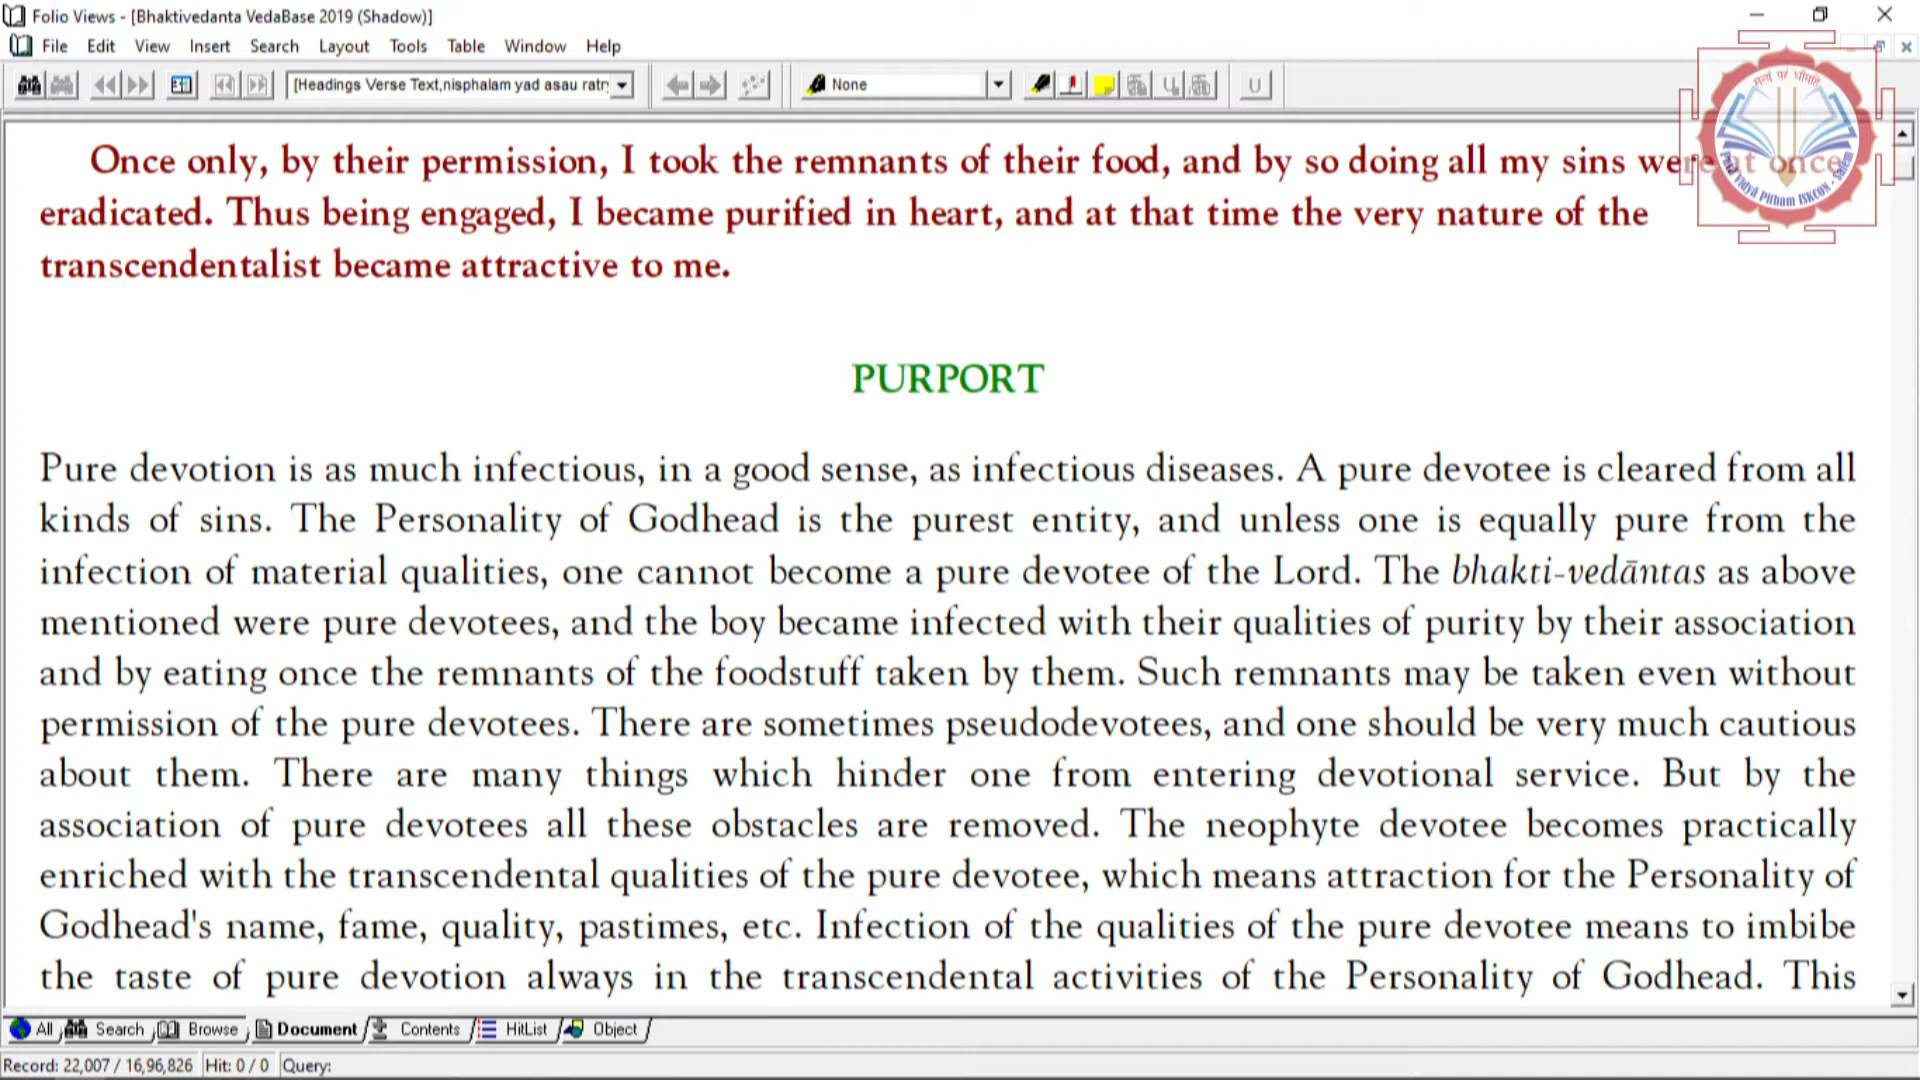 Folio Views - [Bhaktivedanta VedaBase 2019 (Shadow)]
File Edit View Insert Search Layout Tools Table Window Help
[Headings Verse Text,nisphalam yad asau ratr: None U
सत्यं परं धीमहि
Once only, by their permission, I took the remnants of their food, and by so doing all my sins were at once
eradicated. Thus being engaged, I became purified in heart, and at that time the very nature of the
transcendentalist became attractive to me.
Vidyā Pīṭham ISKCON - Salem
PURPORT
Pure devotion is as much infectious, in a good sense, as infectious diseases. A pure devotee is cleared from all
kinds of sins. The Personality of Godhead is the purest entity, and unless one is equally pure from the
infection of material qualities, one cannot become a pure devotee of the Lord. The bhakti-vedāntas as above
mentioned were pure devotees, and the boy became infected with their qualities of purity by their association
and by eating once the remnants of the foodstuff taken by them. Such remnants may be taken even without
permission of the pure devotees. There are sometimes pseudodevotees, and one should be very much cautious
about them. There are many things which hinder one from entering devotional service. But by the
association of pure devotees all these obstacles are removed. The neophyte devotee becomes practically
enriched with the transcendental qualities of the pure devotee, which means attraction for the Personality of
Godhead's name, fame, quality, pastimes, etc. Infection of the qualities of the pure devotee means to imbibe
the taste of pure devotion always in the transcendental activities of the Personality of Godhead. This
All Search Browse Document Contents HitList Object
Record: 22,007 / 16,96,826 Hit: 0 / 0 Query: